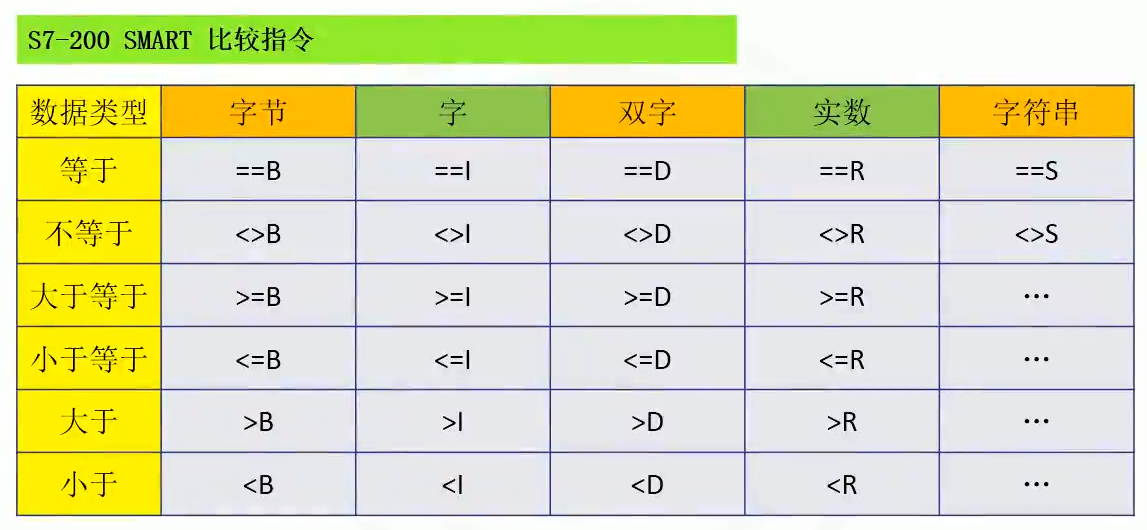 S7-200 SMART 比较指令
数据类型 字节 字 双字 实数 字符串
等于 ==B ==I ==D ==R ==S
不等于 <>B <>I <>D <>R <>S
大于等于 >=B >=I >=D >=R ···
小于等于 <=B <=I <=D <=R ···
大于 >B >I >D >R ···
小于 <B <I <D <R ···